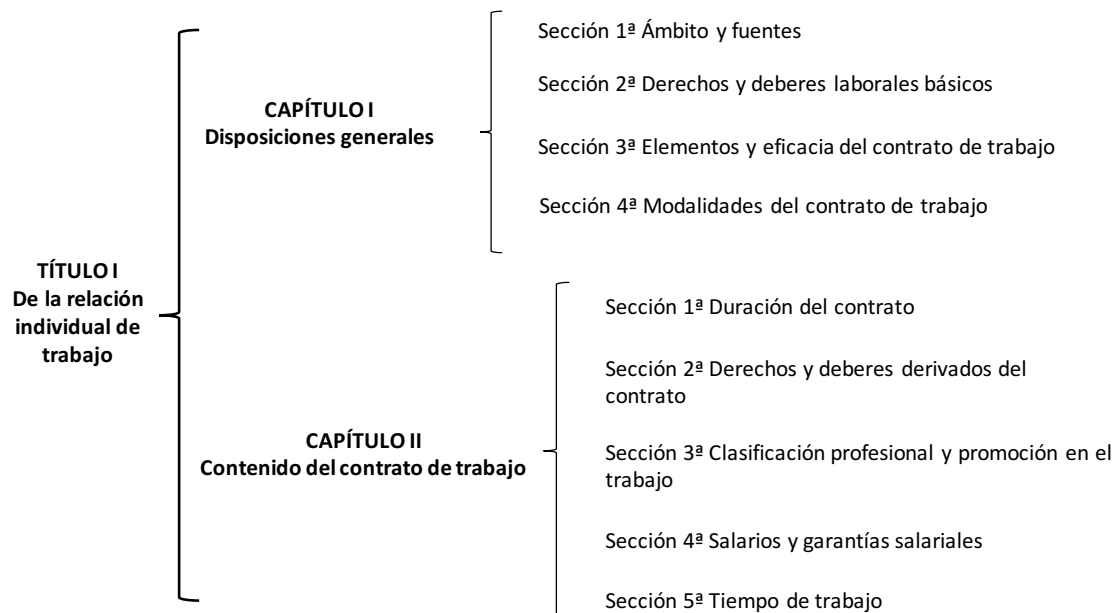 TÍTULO I
De la relación
individual de
trabajo
CAPÍTULO I
Disposiciones generales
Sección 1ª Ámbito y fuentes
Sección 2ª Derechos y deberes laborales básicos
Sección 3ª Elementos y eficacia del contrato de trabajo
Sección 4ª Modalidades del contrato de trabajo
CAPÍTULO II
Contenido del contrato de trabajo
Sección 1ª Duración del contrato
Sección 2ª Derechos y deberes derivados del
contrato
Sección 3ª Clasificación profesional y promoción en el
trabajo
Sección 4ª Salarios y garantías salariales
Sección 5ª Tiempo de trabajo